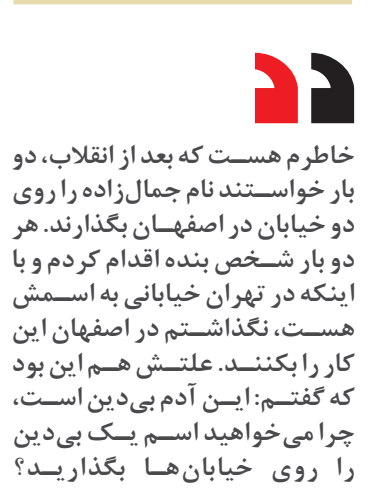 خاطرم هست که بعد از انقلاب، دو
بار خواستند نام جمال‌زاده را روی
دو خیابان در اصفهان بگذارند. هر
دو بار شخص بنده اقدام کردم و با
اینکه در تهران خیابانی به اسمش
هست، نگذاشتم در اصفهان این
کار را بکنند. علتش هم این بود
که گفتم: این آدم بی‌دین است،
چرا می‌خواهید اسم یک بی‌دین
را روی خیابان‌ها بگذارید؟